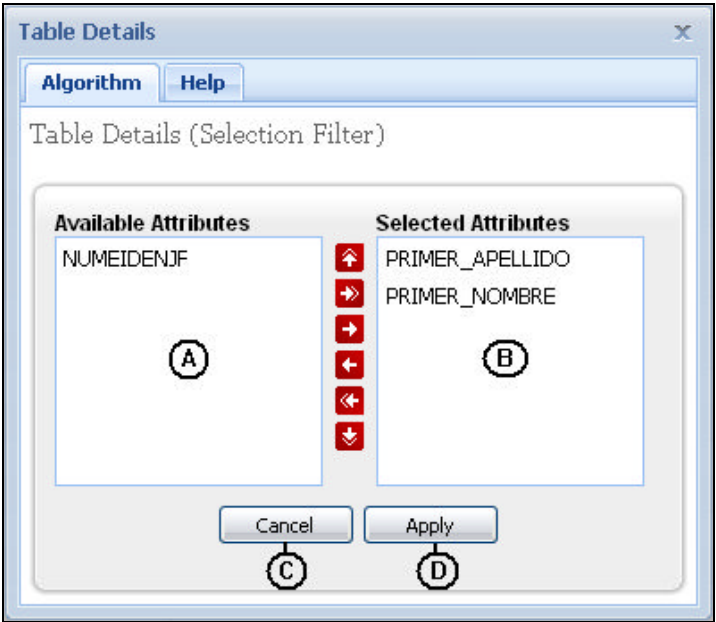 Table Details x
Algorithm Help
Table Details (Selection Filter)
Available Attributes Selected Attributes
NUMEIDENJF PRIMER_APELLIDO
PRIMER_NOMBRE
A B
Cancel Apply
C D